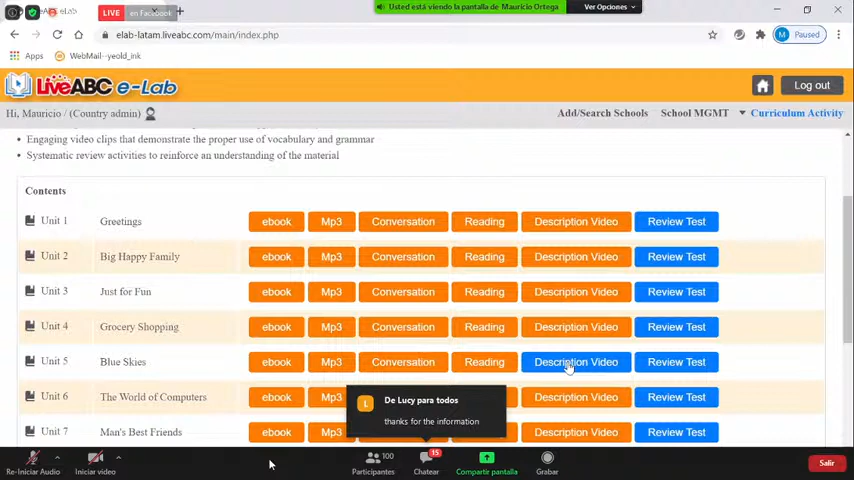 LIVE en Facebook
Usted está viendo la pantalla de Mauricio Ortega
Ver Opciones
elab-latam.liveabc.com/main/index.php
M Paused
Apps WebMail--yeold_ink
LiveABC e-Lab
Log out
Hi, Mauricio / (Country admin)
Add/Search Schools School MGMT Curriculum Activity
• Engaging video clips that demonstrate the proper use of vocabulary and grammar
• Systematic review activities to reinforce an understanding of the material
Contents
Unit 1 Greetings ebook Mp3 Conversation Reading Description Video Review Test
Unit 2 Big Happy Family ebook Mp3 Conversation Reading Description Video Review Test
Unit 3 Just for Fun ebook Mp3 Conversation Reading Description Video Review Test
Unit 4 Grocery Shopping ebook Mp3 Conversation Reading Description Video Review Test
Unit 5 Blue Skies ebook Mp3 Conversation Reading Description Video Review Test
Unit 6 The World of Computers ebook Description Video Review Test
Unit 7 Man's Best Friends ebook Description Video Review Test
L De Lucy para todos
thanks for the information
Re-Iniciar Audio
Iniciar video
100
Participantes
15
Chatear
Compartir pantalla
Grabar
Salir